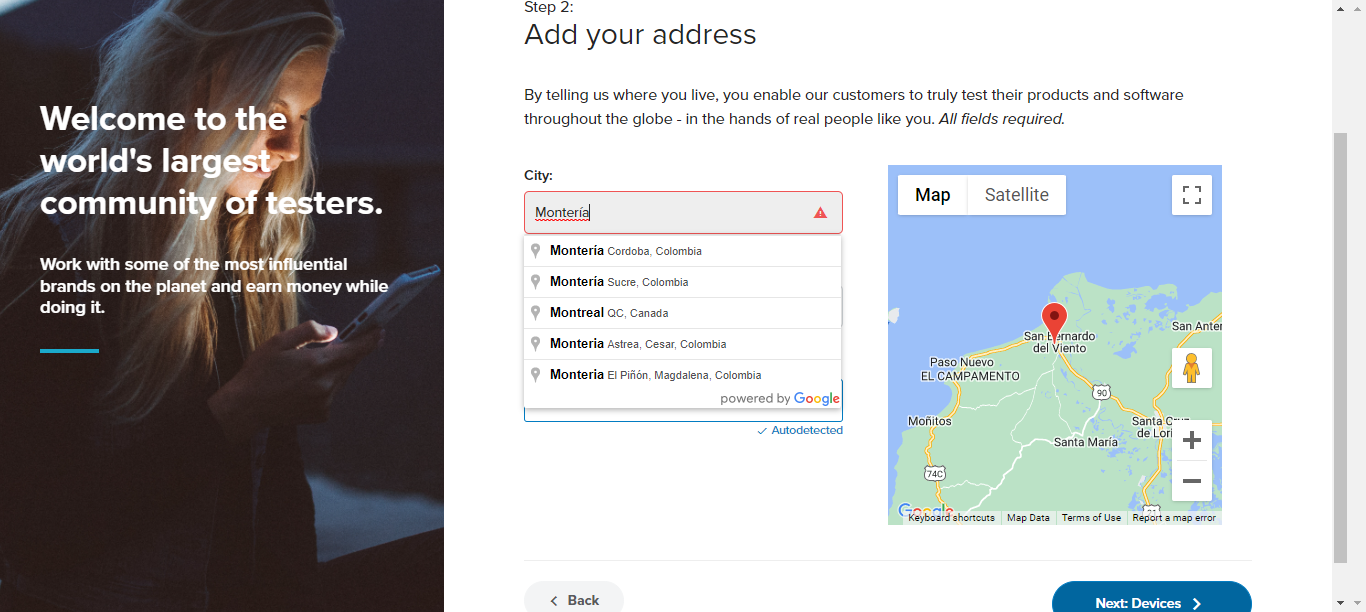 Welcome to the
world's largest
community of testers.
Work with some of the most influential
brands on the planet and earn money while
doing it.
Step 2:
Add your address
By telling us where you live, you enable our customers to truly test their products and software
throughout the globe - in the hands of real people like you. All fields required.
City:
Montería
Montería Cordoba, Colombia
Montería Sucre, Colombia
Montreal QC, Canada
Monteria Astrea, Cesar, Colombia
Monteria El Piñón, Magdalena, Colombia
powered by Google
Autodetected
Map
Satellite
San Bernardo
del Viento
San Anter
Paso Nuevo
EL CAMPAMENTO
90
Moñitos
Santa Cruz
de Lori
Santa María
74C
21
Google
Keyboard shortcuts
Map Data
Terms of Use
Report a map error
Back
Next: Devices